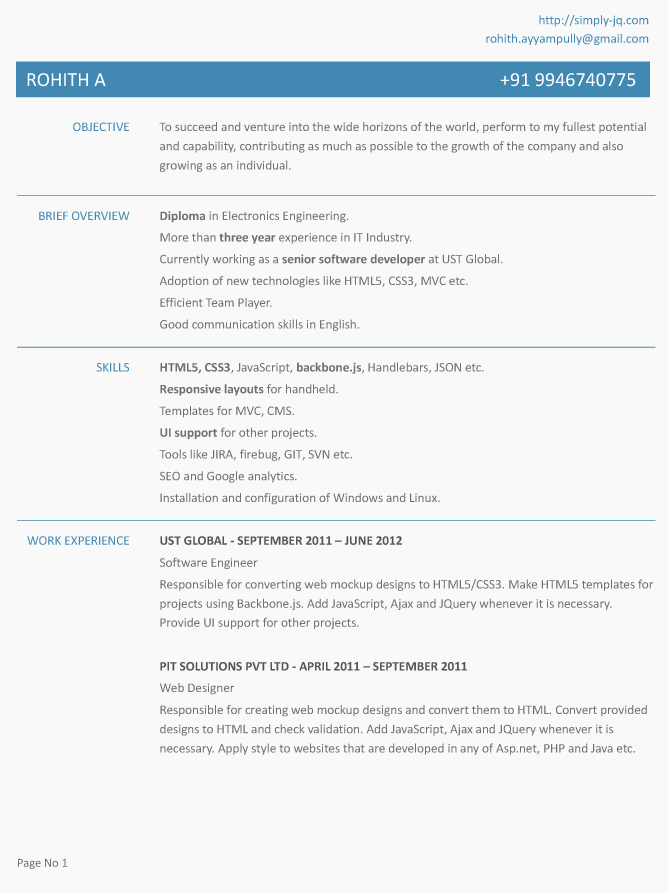 http://simply-jq.com
rohith.ayyampully@gmail.com
ROHITH A +91 9946740775
OBJECTIVE To succeed and venture into the wide horizons of the world, perform to my fullest potential
and capability, contributing as much as possible to the growth of the company and also
growing as an individual.
BRIEF OVERVIEW Diploma in Electronics Engineering.
More than three year experience in IT Industry.
Currently working as a senior software developer at UST Global.
Adoption of new technologies like HTML5, CSS3, MVC etc.
Efficient Team Player.
Good communication skills in English.
SKILLS HTML5, CSS3, JavaScript, backbone.js, Handlebars, JSON etc.
Responsive layouts for handheld.
Templates for MVC, CMS.
UI support for other projects.
Tools like JIRA, firebug, GIT, SVN etc.
SEO and Google analytics.
Installation and configuration of Windows and Linux.
WORK EXPERIENCE UST GLOBAL - SEPTEMBER 2011 – JUNE 2012
Software Engineer
Responsible for converting web mockup designs to HTML5/CSS3. Make HTML5 templates for
projects using Backbone.js. Add JavaScript, Ajax and JQuery whenever it is necessary.
Provide UI support for other projects.
PIT SOLUTIONS PVT LTD - APRIL 2011 – SEPTEMBER 2011
Web Designer
Responsible for creating web mockup designs and convert them to HTML. Convert provided
designs to HTML and check validation. Add JavaScript, Ajax and JQuery whenever it is
necessary. Apply style to websites that are developed in any of Asp.net, PHP and Java etc.
Page No 1